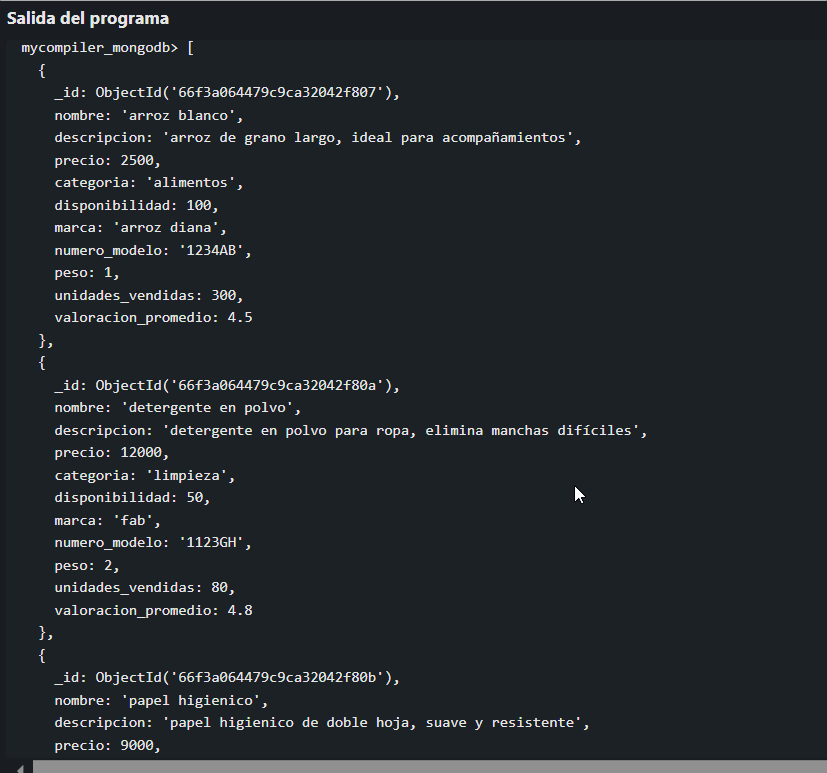 Salida del programa
mycompiler_mongodb> [
{
_id: ObjectId('66f3a064479c9ca32042f807'),
nombre: 'arroz blanco',
descripcion: 'arroz de grano largo, ideal para acompañamientos',
precio: 2500,
categoria: 'alimentos',
disponibilidad: 100,
marca: 'arroz diana',
numero_modelo: '1234AB',
peso: 1,
unidades_vendidas: 300,
valoracion_promedio: 4.5
},
{
_id: ObjectId('66f3a064479c9ca32042f80a'),
nombre: 'detergente en polvo',
descripcion: 'detergente en polvo para ropa, elimina manchas difíciles',
precio: 12000,
categoria: 'limpieza',
disponibilidad: 50,
marca: 'fab',
numero_modelo: '1123GH',
peso: 2,
unidades_vendidas: 80,
valoracion_promedio: 4.8
},
{
_id: ObjectId('66f3a064479c9ca32042f80b'),
nombre: 'papel higienico',
descripcion: 'papel higienico de doble hoja, suave y resistente',
precio: 9000,